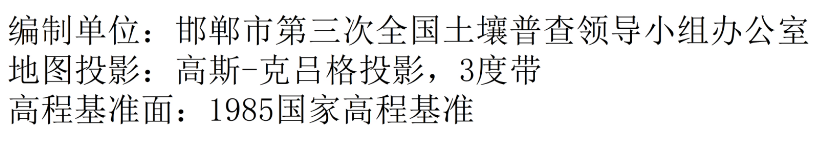 编制单位：邯郸市第三次全国土壤普查领导小组办公室
地图投影：高斯-克吕格投影，3度带
高程基准面：1985国家高程基准